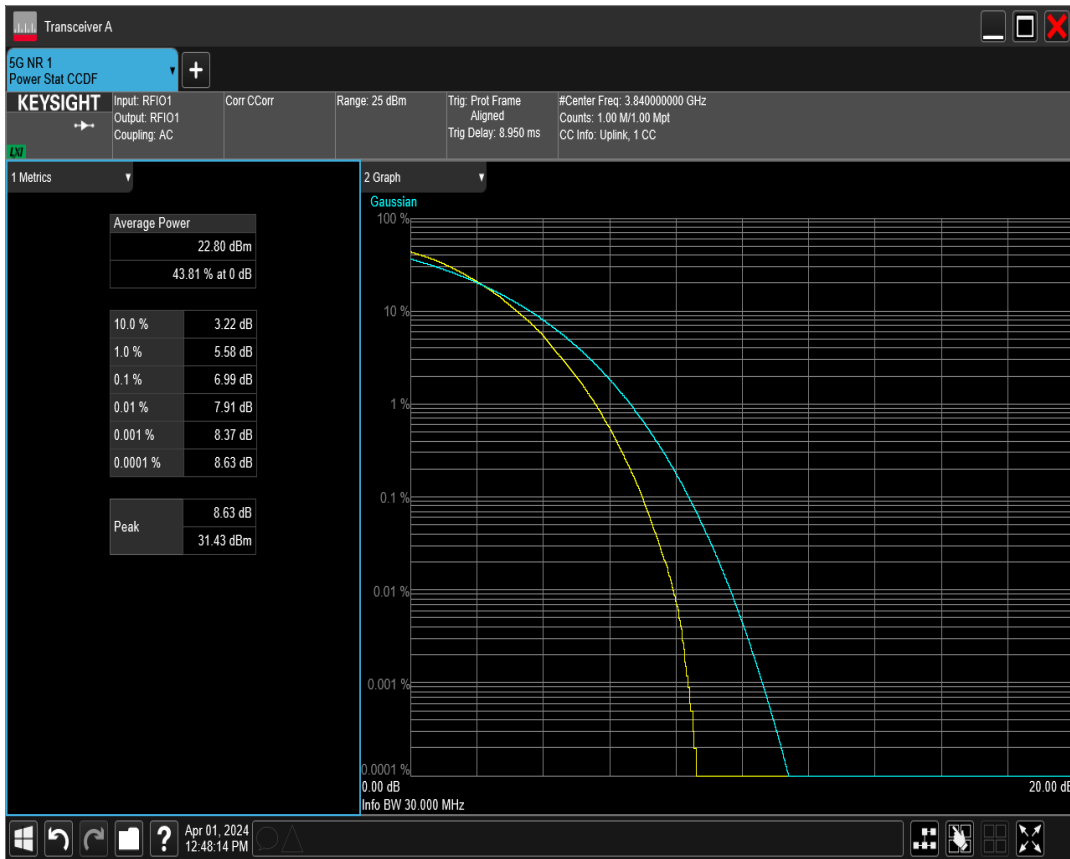 Transceiver A
5G NR 1
Power Stat CCDF
+
KEYSIGHT
LXI
Input: RFIO1
Output: RFIO1
Coupling: AC
Corr CCorr
Range: 25 dBm
Trig: Prot Frame
Aligned
Trig Delay: 8.950 ms
#Center Freq: 3.840000000 GHz
Counts: 1.00 M/1.00 Mpt
CC Info: Uplink, 1 CC
1 Metrics
Average Power
22.80 dBm
43.81 % at 0 dB
10.0 % 3.22 dB
1.0 % 5.58 dB
0.1 % 6.99 dB
0.01 % 7.91 dB
0.001 % 8.37 dB
0.0001 % 8.63 dB
Peak 8.63 dB
31.43 dBm
2 Graph
Gaussian
100 %
10 %
1 %
0.1 %
0.01 %
0.001 %
0.0001 %
0.00 dB 20.00 dB
Info BW 30.000 MHz
? Apr 01, 2024
12:48:14 PM